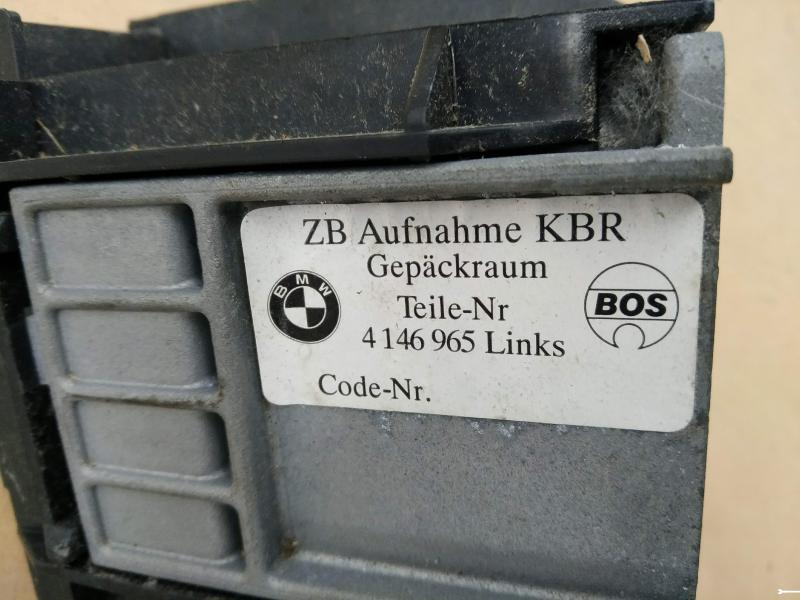 ZB Aufnahme KBR
Gepäckraum
BMW
Teile-Nr
BOS
4 146 965 Links
Code-Nr.